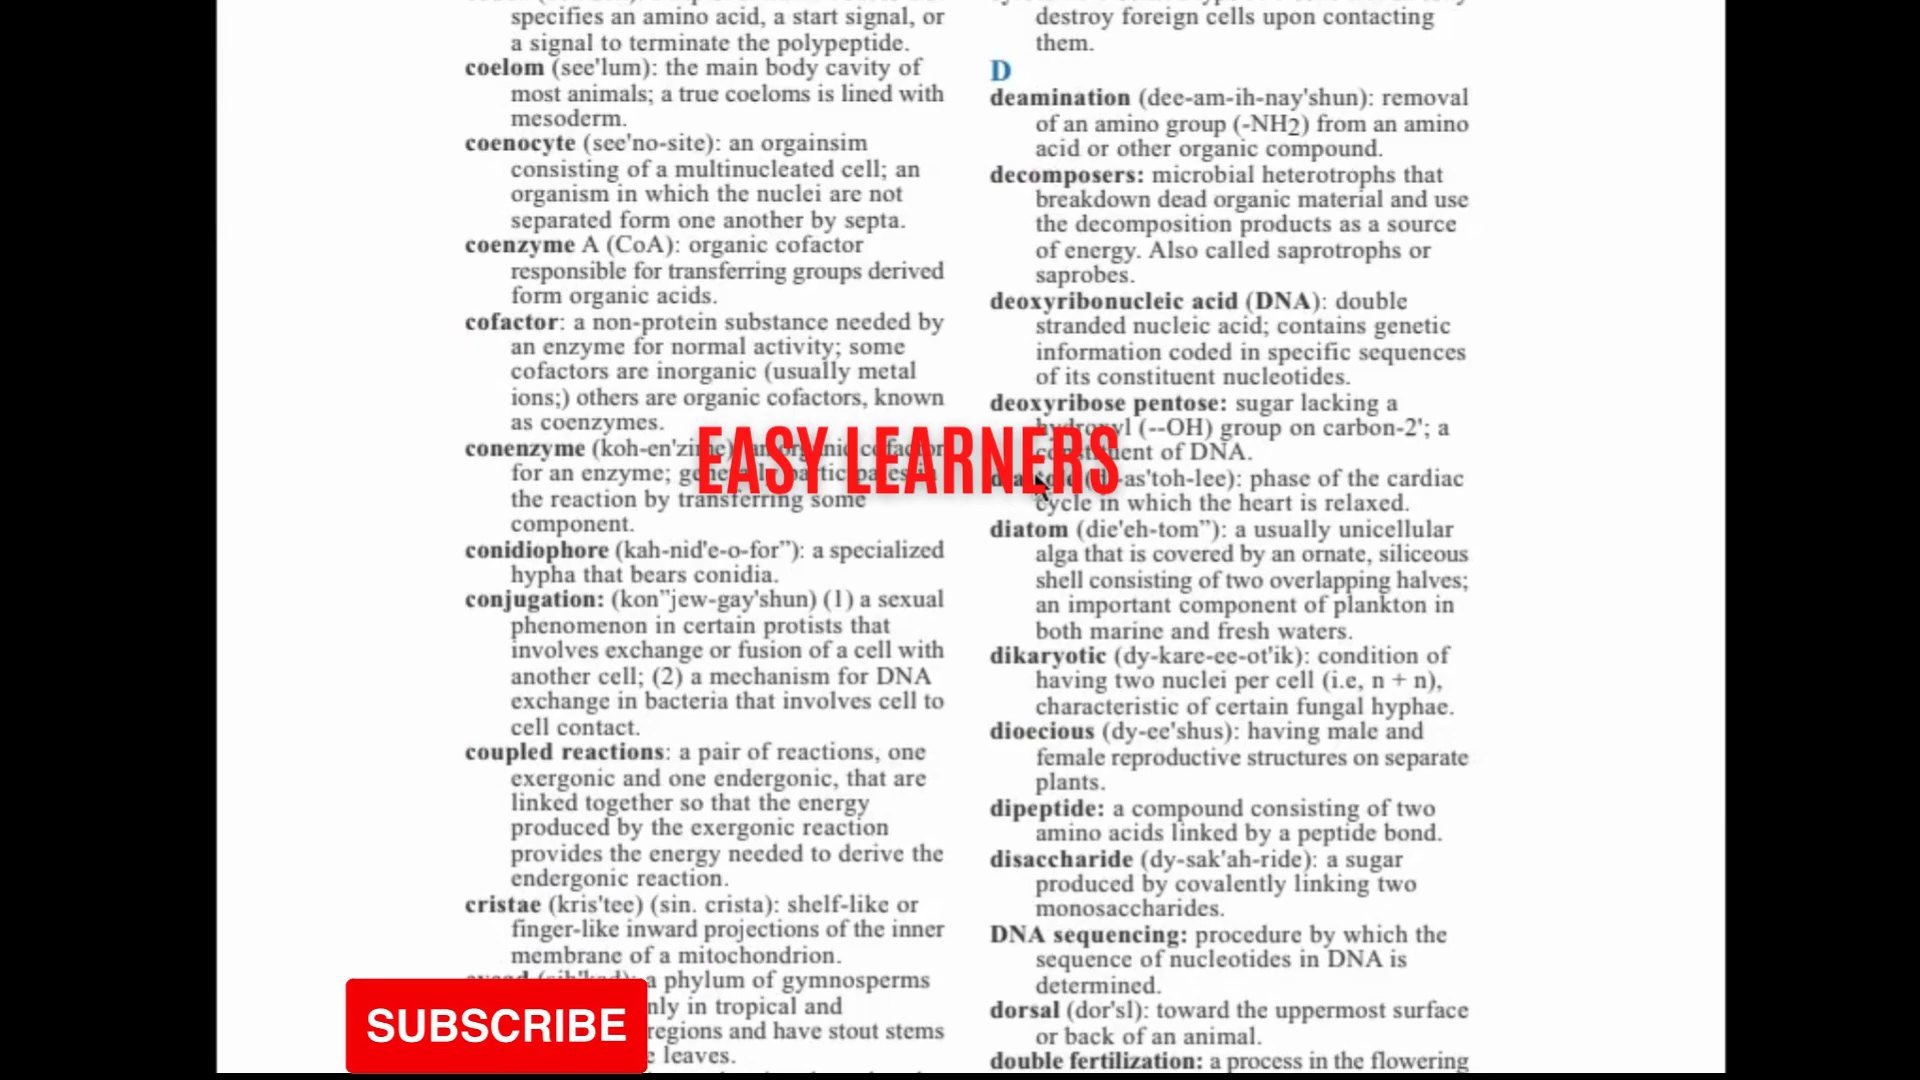 specifies an amino acid, a start signal, or
a signal to terminate the polypeptide.
coelom (see'lum): the main body cavity of
most animals; a true coeloms is lined with
mesoderm.
coenocyte (see'no-site): an orgainsim
consisting of a multinucleated cell; an
organism in which the nuclei are not
separated form one another by septa.
coenzyme A (CoA): organic cofactor
responsible for transferring groups derived
form organic acids.
cofactor: a non-protein substance needed by
an enzyme for normal activity; some
cofactors are inorganic (usually metal
ions;) others are organic cofactors, known
as coenzymes.
conenzyme (koh-en'zime): an organic cofactor
for an enzyme; generally participates in
the reaction by transferring some
component.
conidiophore (kah-nid'e-o-for”): a specialized
hypha that bears conidia.
conjugation: (kon”jew-gay'shun) (1) a sexual
phenomenon in certain protists that
involves exchange or fusion of a cell with
another cell; (2) a mechanism for DNA
exchange in bacteria that involves cell to
cell contact.
coupled reactions: a pair of reactions, one
exergonic and one endergonic, that are
linked together so that the energy
produced by the exergonic reaction
provides the energy needed to derive the
endergonic reaction.
cristae (kris'tee) (sin. crista): shelf-like or
finger-like inward projections of the inner
membrane of a mitochondrion.
a phylum of gymnosperms
in tropical and
regions and have stout stems
leaves.
SUBSCRIBE
EASY LEARNERS
destroy foreign cells upon contacting
them.
D
deamination (dee-am-ih-nay'shun): removal
of an amino group (-NH2) from an amino
acid or other organic compound.
decomposers: microbial heterotrophs that
breakdown dead organic material and use
the decomposition products as a source
of energy. Also called saprotrophs or
saprobes.
deoxyribonucleic acid (DNA): double
stranded nucleic acid; contains genetic
information coded in specific sequences
of its constituent nucleotides.
deoxyribose pentose: sugar lacking a
hydroxyl (--OH) group on carbon-2'; a
constituent of DNA.
(di-as'toh-lee): phase of the cardiac
cycle in which the heart is relaxed.
diatom (die'eh-tom”): a usually unicellular
alga that is covered by an ornate, siliceous
shell consisting of two overlapping halves;
an important component of plankton in
both marine and fresh waters.
dikaryotic (dy-kare-ee-ot'ik): condition of
having two nuclei per cell (i.e, n + n),
characteristic of certain fungal hyphae.
dioecious (dy-ee'shus): having male and
female reproductive structures on separate
plants.
dipeptide: a compound consisting of two
amino acids linked by a peptide bond.
disaccharide (dy-sak'ah-ride): a sugar
produced by covalently linking two
monosaccharides.
DNA sequencing: procedure by which the
sequence of nucleotides in DNA is
determined.
dorsal (dor'sl): toward the uppermost surface
or back of an animal.
double fertilization: a process in the flowering